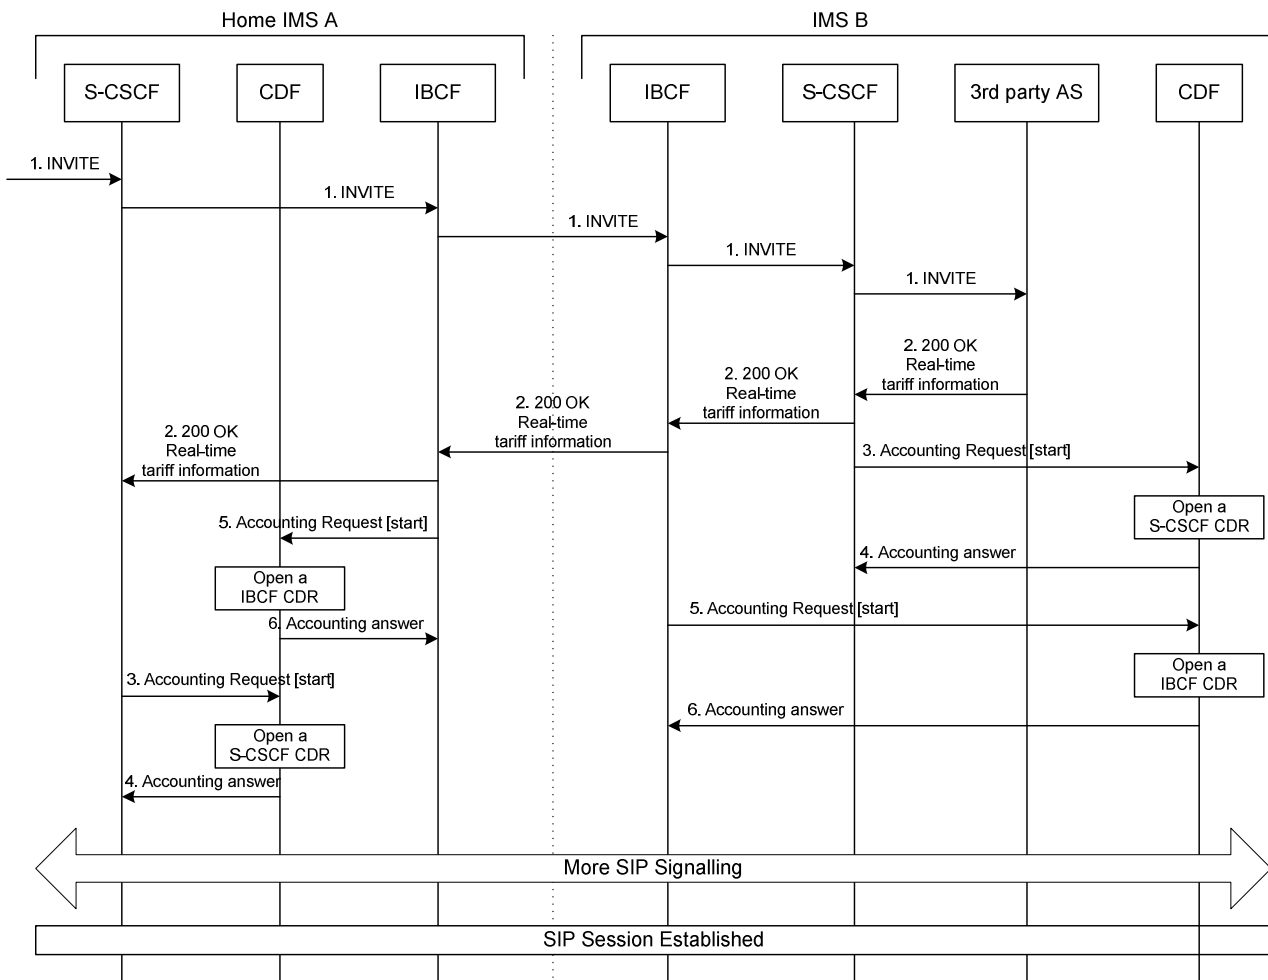 Home IMS A
IMS B
S-CSCF
CDF
IBCF
IBCF
S-CSCF
3rd party AS
CDF
1. INVITE
1. INVITE
1. INVITE
1. INVITE
1. INVITE
2. 200 OK
Real-time
tariff information
2. 200 OK
Real-time
tariff information
2. 200 OK
Real-time
tariff information
2. 200 OK
Real-time
tariff information
3. Accounting Request [start]
Open a
S-CSCF CDR
5. Accounting Request [start]
4. Accounting answer
Open a
IBCF CDR
5. Accounting Request [start]
6. Accounting answer
Open a
IBCF CDR
3. Accounting Request [start]
6. Accounting answer
Open a
S-CSCF CDR
4. Accounting answer
More SIP Signalling
SIP Session Established